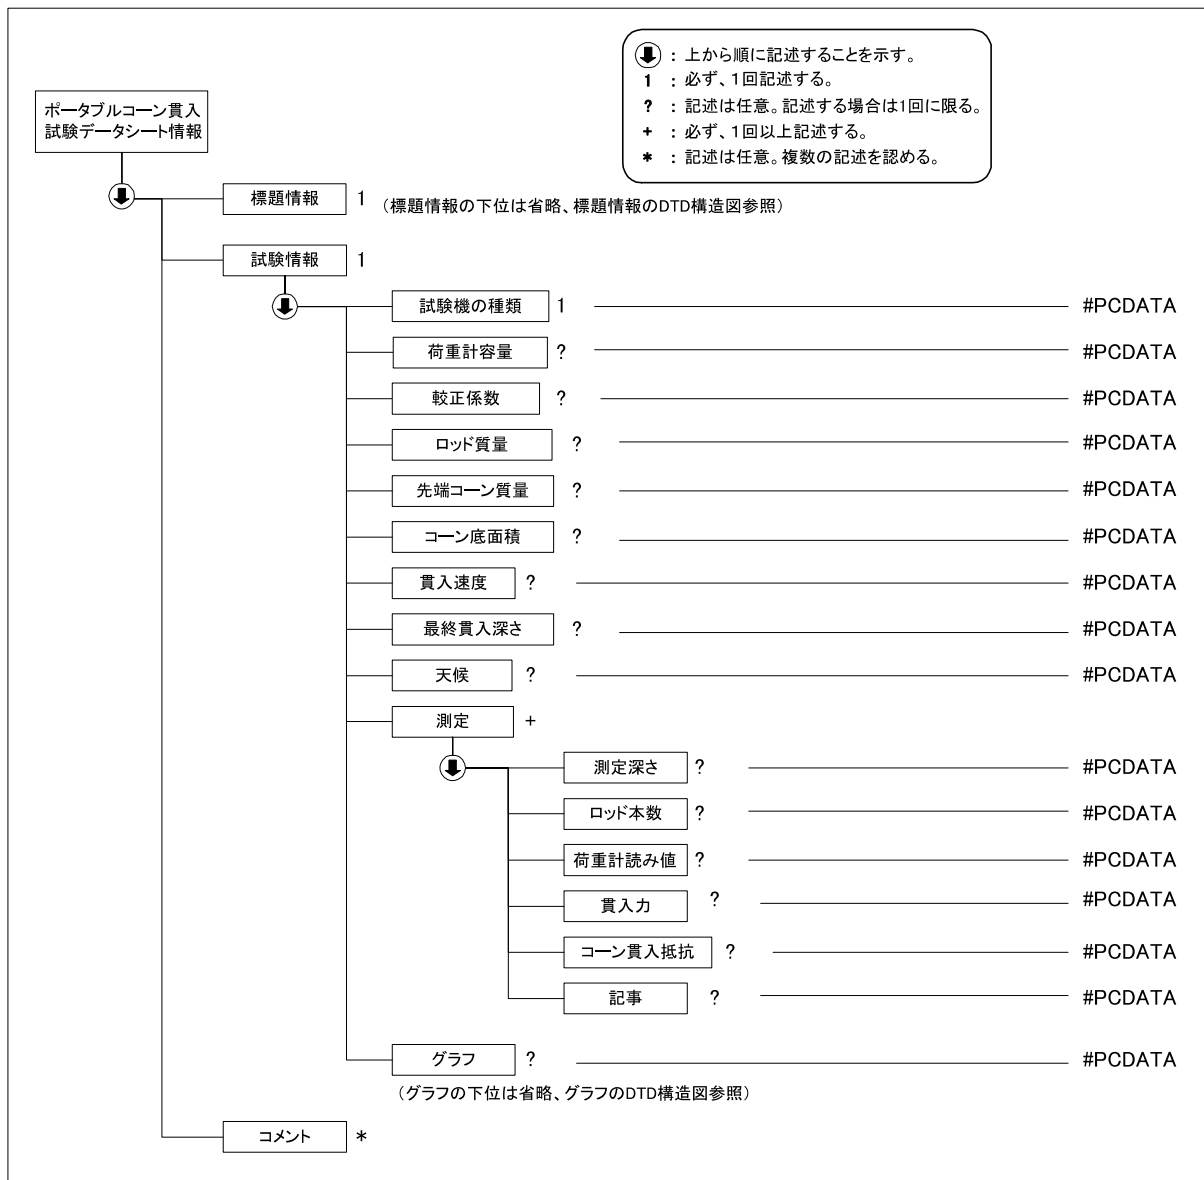 ：上から順に記述することを示す。
1 ：必ず、1回記述する。
? ：記述は任意。記述する場合は1回に限る。
+ ：必ず、1回以上記述する。
* ：記述は任意。複数の記述を認める。
ポータブルコーン貫入
試験データシート情報
標題情報 1 （標題情報の下位は省略、標題情報のDTD構造図参照）
試験情報 1
試験機の種類 1 #PCDATA
荷重計容量 ? #PCDATA
較正係数 ? #PCDATA
ロッド質量 ? #PCDATA
先端コーン質量 ? #PCDATA
コーン底面積 ? #PCDATA
貫入速度 ? #PCDATA
最終貫入深さ ? #PCDATA
天候 ? #PCDATA
測定 +
測定深さ ? #PCDATA
ロッド本数 ? #PCDATA
荷重計読み値 ? #PCDATA
貫入力 ? #PCDATA
コーン貫入抵抗 ? #PCDATA
記事 ? #PCDATA
グラフ ? #PCDATA
（グラフの下位は省略、グラフのDTD構造図参照）
コメント *